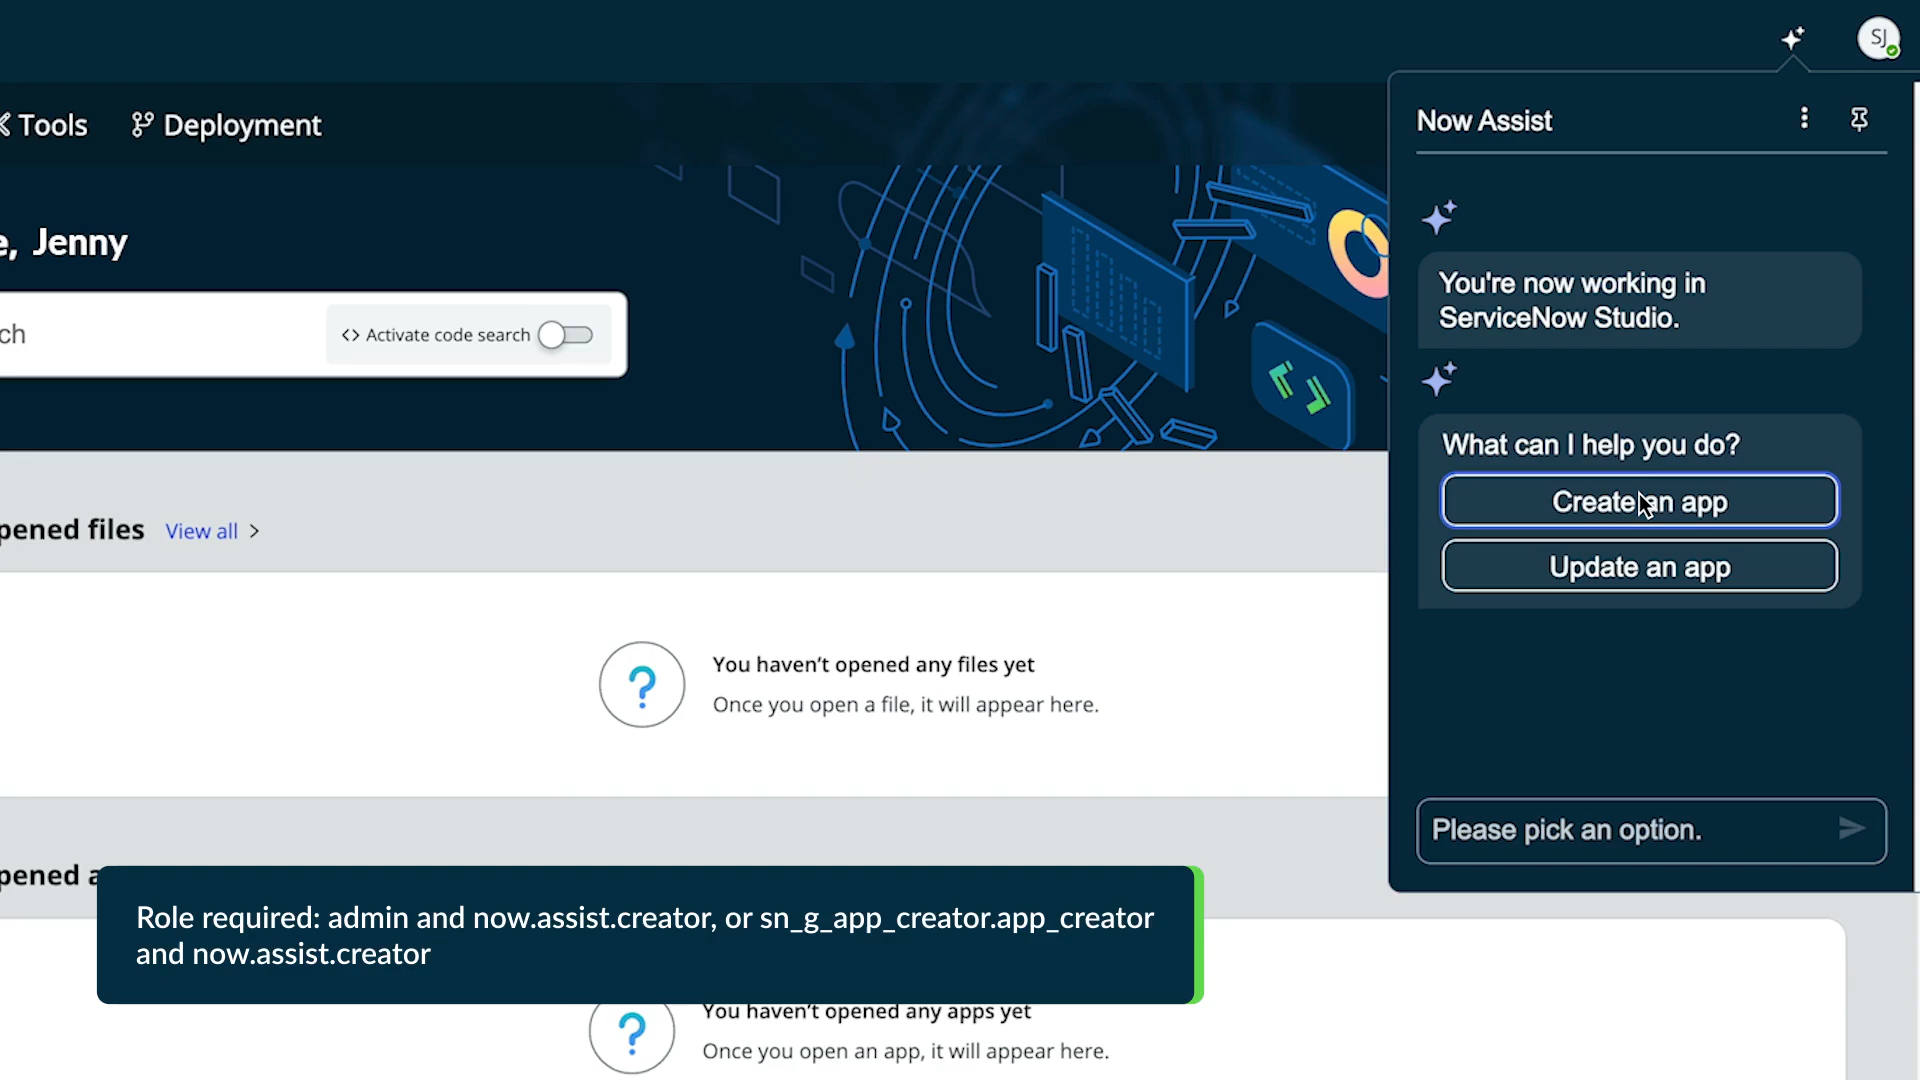 SJ
Tools
Deployment
Now Assist
e, Jenny
ch
<> Activate code search
You're now working in
ServiceNow Studio.
What can I help you do?
Create an app
Update an app
pened files View all >
You haven’t opened any files yet
Once you open a file, it will appear here.
Please pick an option.
pened a
Role required: admin and now.assist.creator, or sn_g_app_creator.app_creator
and now.assist.creator
You haven’t opened any apps yet
Once you open an app, it will appear here.